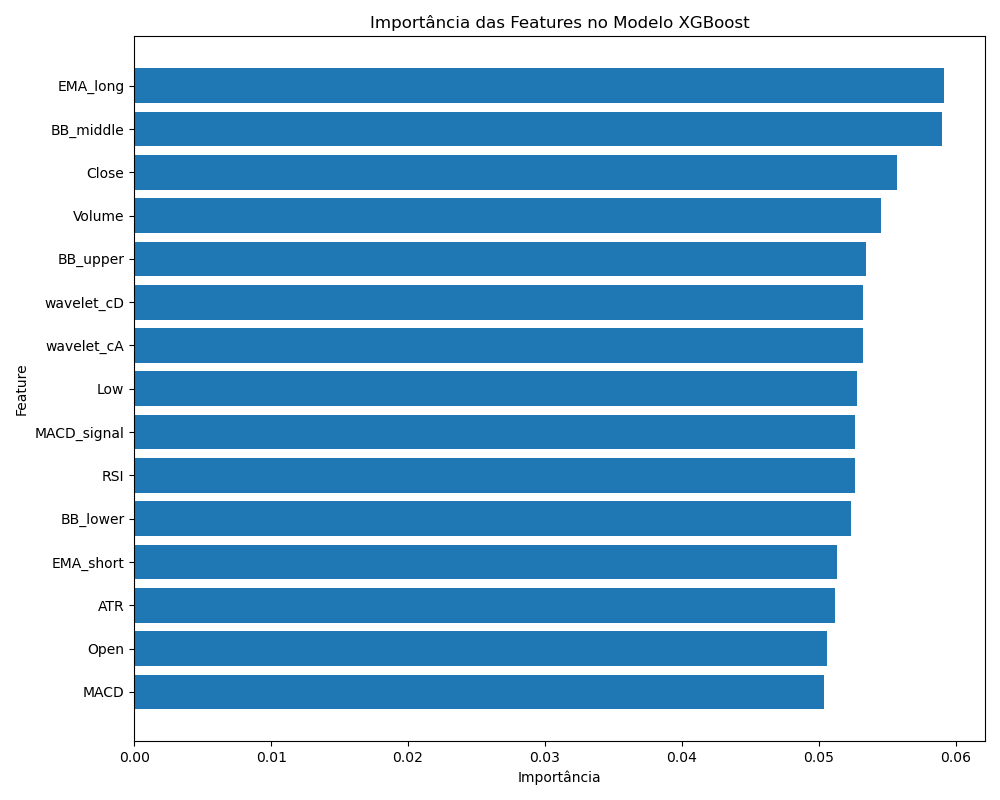 Importância das Features no Modelo XGBoost
Feature
EMA_long
BB_middle
Close
Volume
BB_upper
wavelet_cD
wavelet_cA
Low
MACD_signal
RSI
BB_lower
EMA_short
ATR
Open
MACD
0.00 0.01 0.02 0.03 0.04 0.05 0.06
Importância